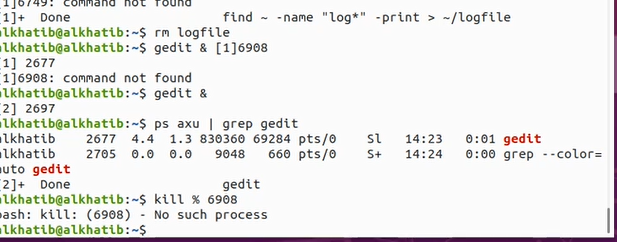 [1]6749: command not found
[1]+  Done                    find ~ -name "log*" -print > ~/logfile
alkhatib@alkhatib:~$ rm logfile
alkhatib@alkhatib:~$ gedit & [1]6908
[1] 2677
[1]6908: command not found
alkhatib@alkhatib:~$ gedit &
[2] 2697
alkhatib@alkhatib:~$ ps axu | grep gedit
alkhatib    2677  4.4  1.3 830360 69284 pts/0    Sl   14:23   0:01 gedit
alkhatib    2705  0.0  0.0   9048   660 pts/0    S+   14:24   0:00 grep --color=
auto gedit
[2]+  Done                    gedit
alkhatib@alkhatib:~$ kill % 6908
bash: kill: (6908) - No such process
alkhatib@alkhatib:~$